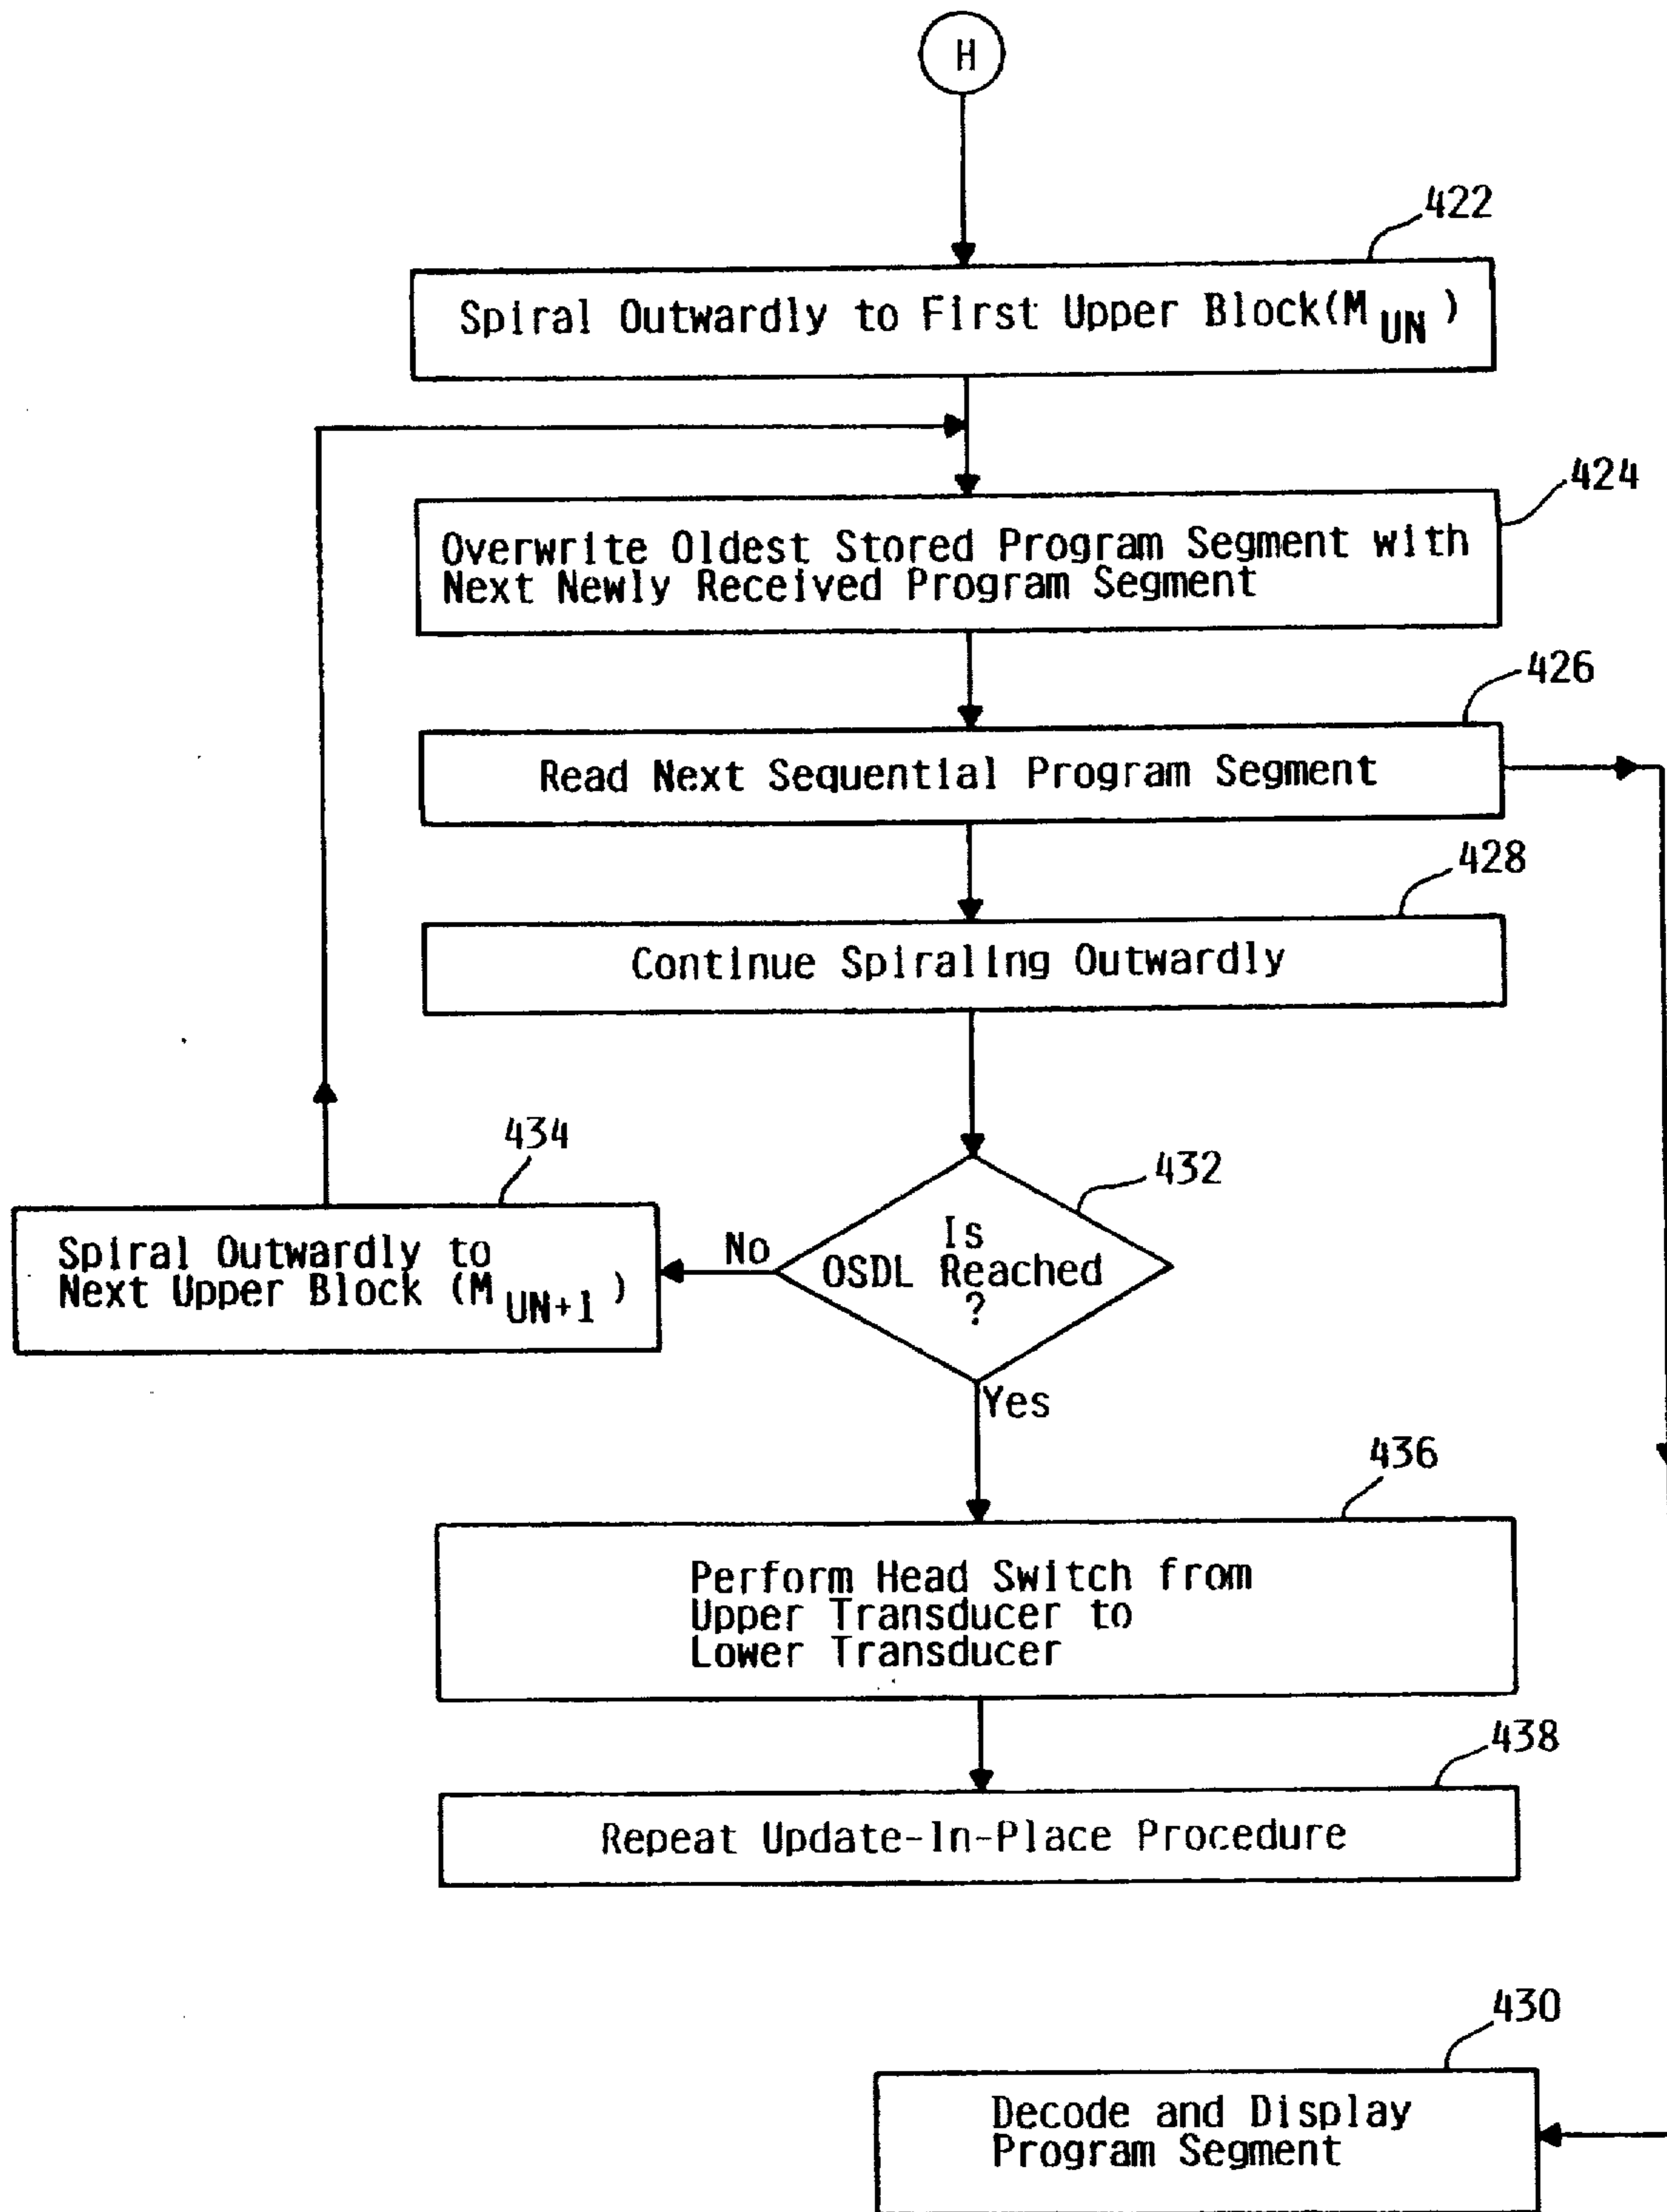 H
422
Spiral Outwardly to First Upper Block(M UN )
424
Overwrite Oldest Stored Program Segment with
Next Newly Received Program Segment
426
Read Next Sequential Program Segment
428
Continue Spiraling Outwardly
434
432
Spiral Outwardly to
Next Upper Block (M UN+1 )
No
Is
OSDL Reached
?
Yes
436
Perform Head Switch from
Upper Transducer to
Lower Transducer
438
Repeat Update-In-Place Procedure
430
Decode and Display
Program Segment